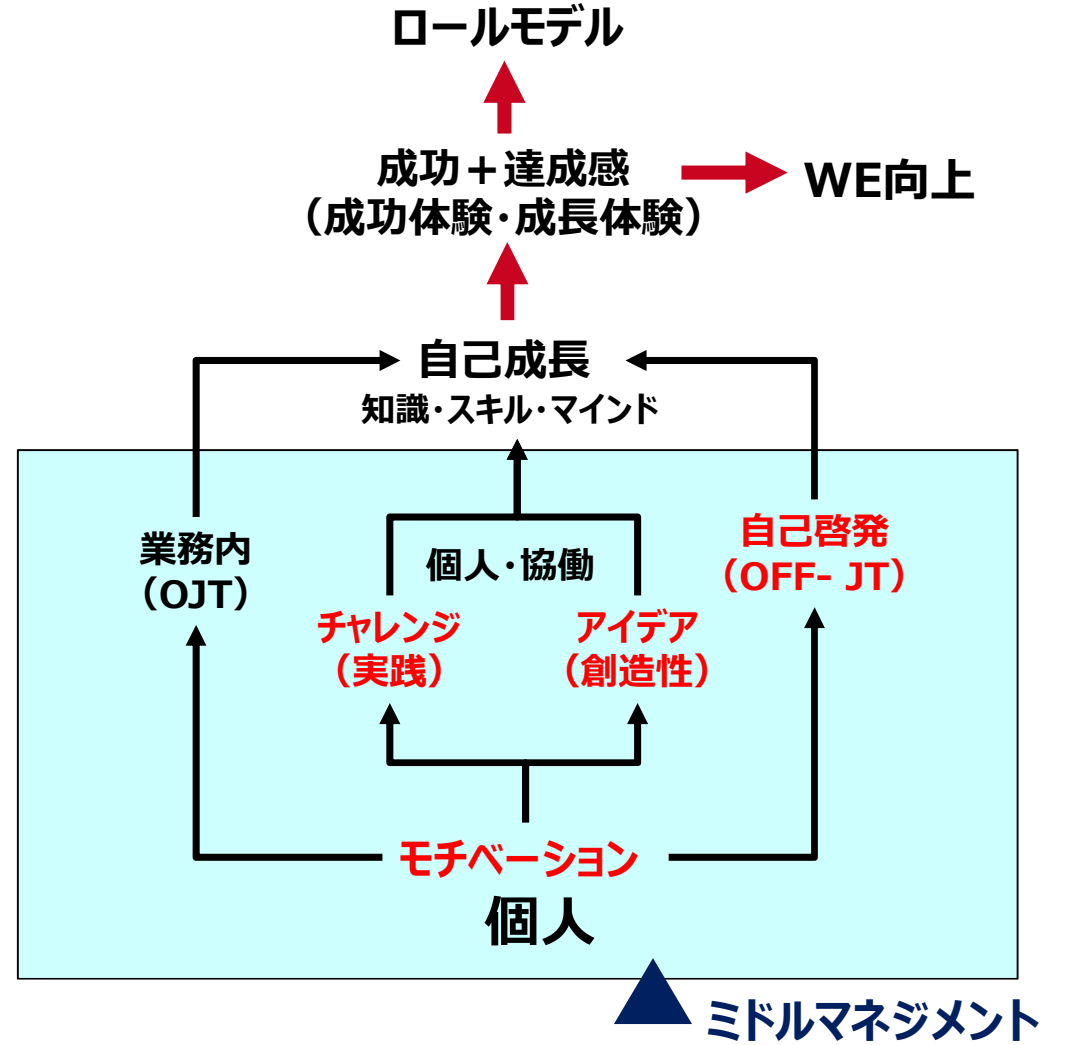 ロールモデル
成功＋達成感
（成功体験・成長体験）
WE向上
自己成長
知識・スキル・マインド
業務内
（OJT）
個人・協働
自己啓発
（OFF- JT）
チャレンジ
（実践）
アイデア
（創造性）
モチベーション
個人
ミドルマネジメント